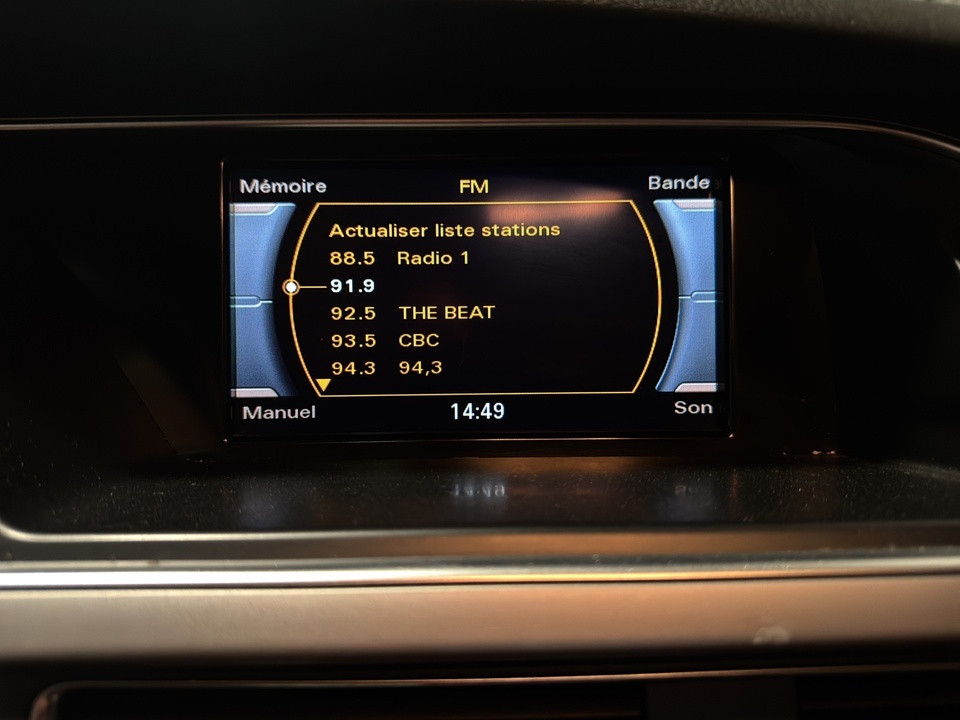 Mémoire FM Bande
Actualiser liste stations
88.5 Radio 1
91.9
92.5 THE BEAT
93.5 CBC
94.3 94,3
Manuel 14:49 Son